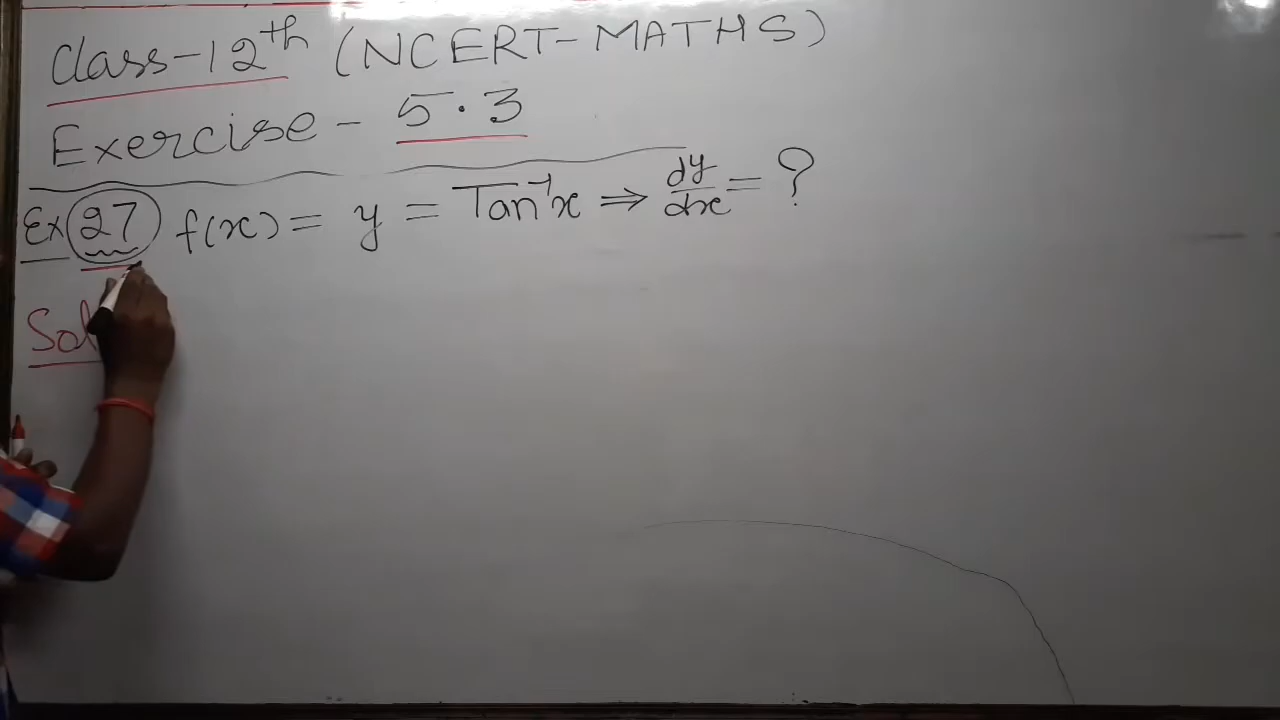 Class-12th (NCERT-MATHS)
Exercise - 5.3
Ex 27 f(x) = y = Tan⁻¹x ⇒ dy/dx = ?
Sol